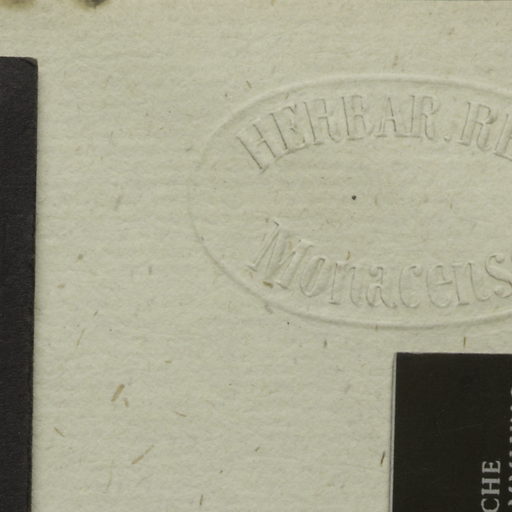 HERBAR. RE
Monacens
CHE